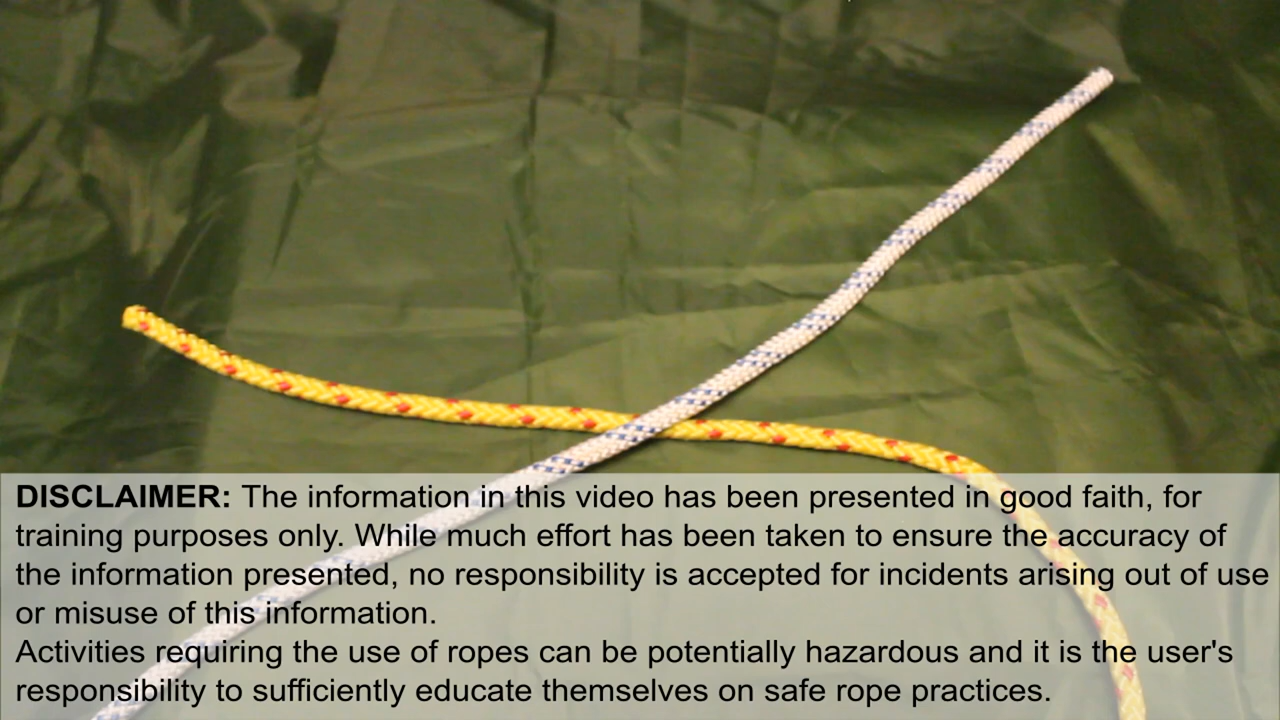 DISCLAIMER: The information in this video has been presented in good faith, for
training purposes only. While much effort has been taken to ensure the accuracy of
the information presented, no responsibility is accepted for incidents arising out of use
or misuse of this information.
Activities requiring the use of ropes can be potentially hazardous and it is the user's
responsibility to sufficiently educate themselves on safe rope practices.